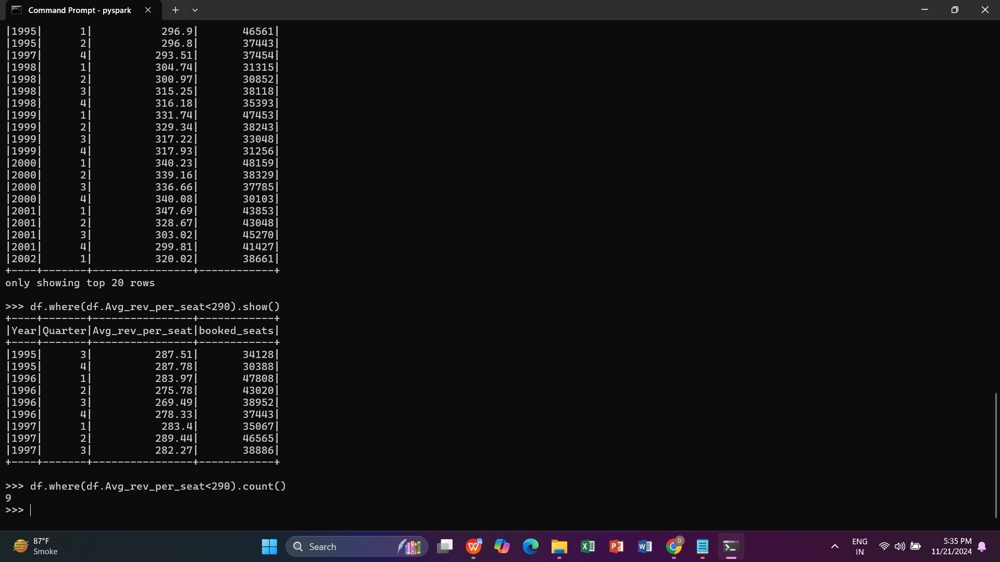 Command Prompt - pyspark
|1995|      1|           296.9|       46561|
|1995|      2|           296.8|       37443|
|1997|      4|          293.51|       37454|
|1998|      1|          304.74|       31315|
|1998|      2|          300.97|       30852|
|1998|      3|          315.25|       38118|
|1998|      4|          316.18|       35393|
|1999|      1|          331.74|       47453|
|1999|      2|          329.34|       38243|
|1999|      3|          317.22|       33048|
|1999|      4|          317.93|       31256|
|2000|      1|          340.23|       48159|
|2000|      2|          339.16|       38329|
|2000|      3|          336.66|       37785|
|2000|      4|          340.08|       30103|
|2001|      1|          347.69|       43853|
|2001|      2|          328.67|       43048|
|2001|      3|          303.02|       45270|
|2001|      4|          299.81|       41427|
|2002|      1|          320.02|       38661|
+----+-------+----------------+------------+
only showing top 20 rows
>>> df.where(df.Avg_rev_per_seat<290).show()
+----+-------+----------------+------------+
|Year|Quarter|Avg_rev_per_seat|booked_seats|
+----+-------+----------------+------------+
|1995|      3|          287.51|       34128|
|1995|      4|          287.78|       30388|
|1996|      1|          283.97|       47808|
|1996|      2|          275.78|       43020|
|1996|      3|          269.49|       38952|
|1996|      4|          278.33|       37443|
|1997|      1|           283.4|       35067|
|1997|      2|          289.44|       46565|
|1997|      3|          282.27|       38886|
+----+-------+----------------+------------+
>>> df.where(df.Avg_rev_per_seat<290).count()
9
>>>
87°F
Smoke
Search
D
ENG
IN
5:35 PM
11/21/2024